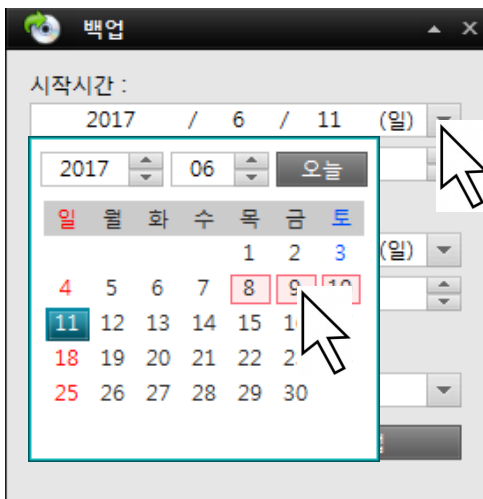 백업
시작시간 :
2017 / 6 / 11 (일)
2017 06 오늘
일 월 화 수 목 금 토
1 2 3
(일)
4 5 6 7 8 9 10
11 12 13 14 15
18 19 20 21 22
25 26 27 28 29 30